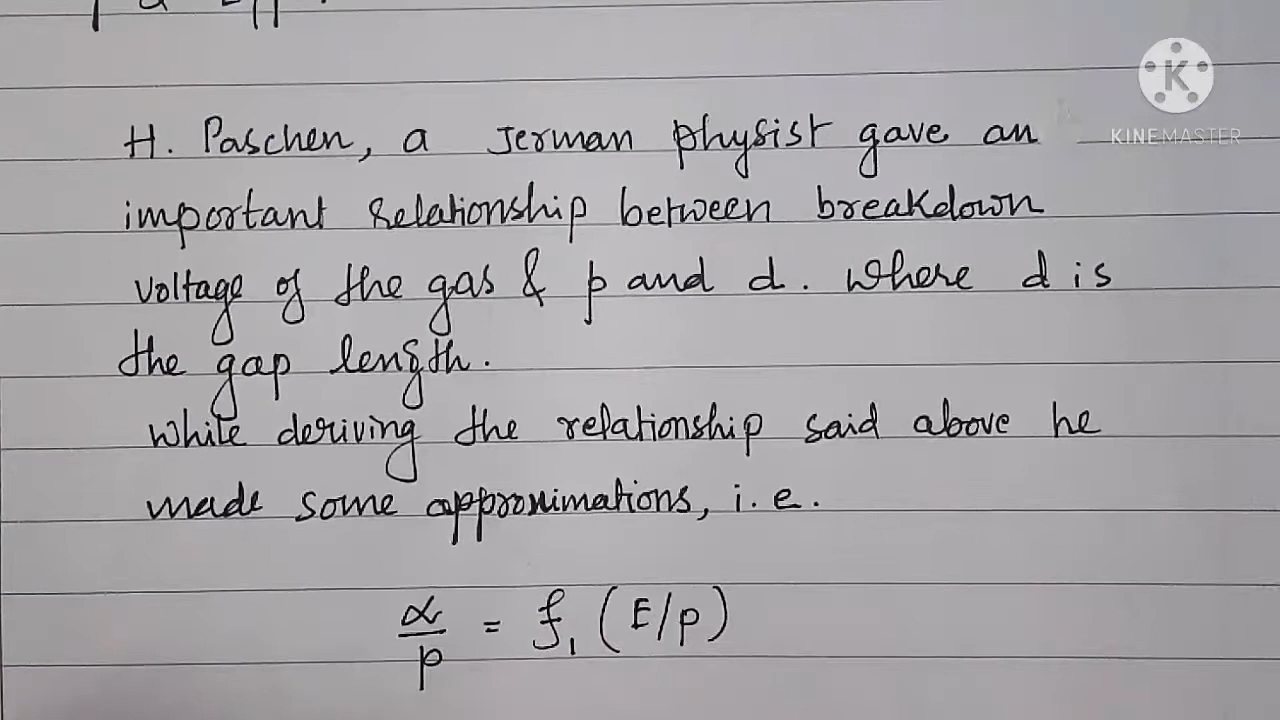 K
KINEMASTER
H. Paschen, a Jerman physist gave an
important relationship between breakdown
voltage of the gas & p and d. where d is
the gap length.
while deriving the relationship said above he
made some approximations, i.e.
α/p = f₁ (E/p)